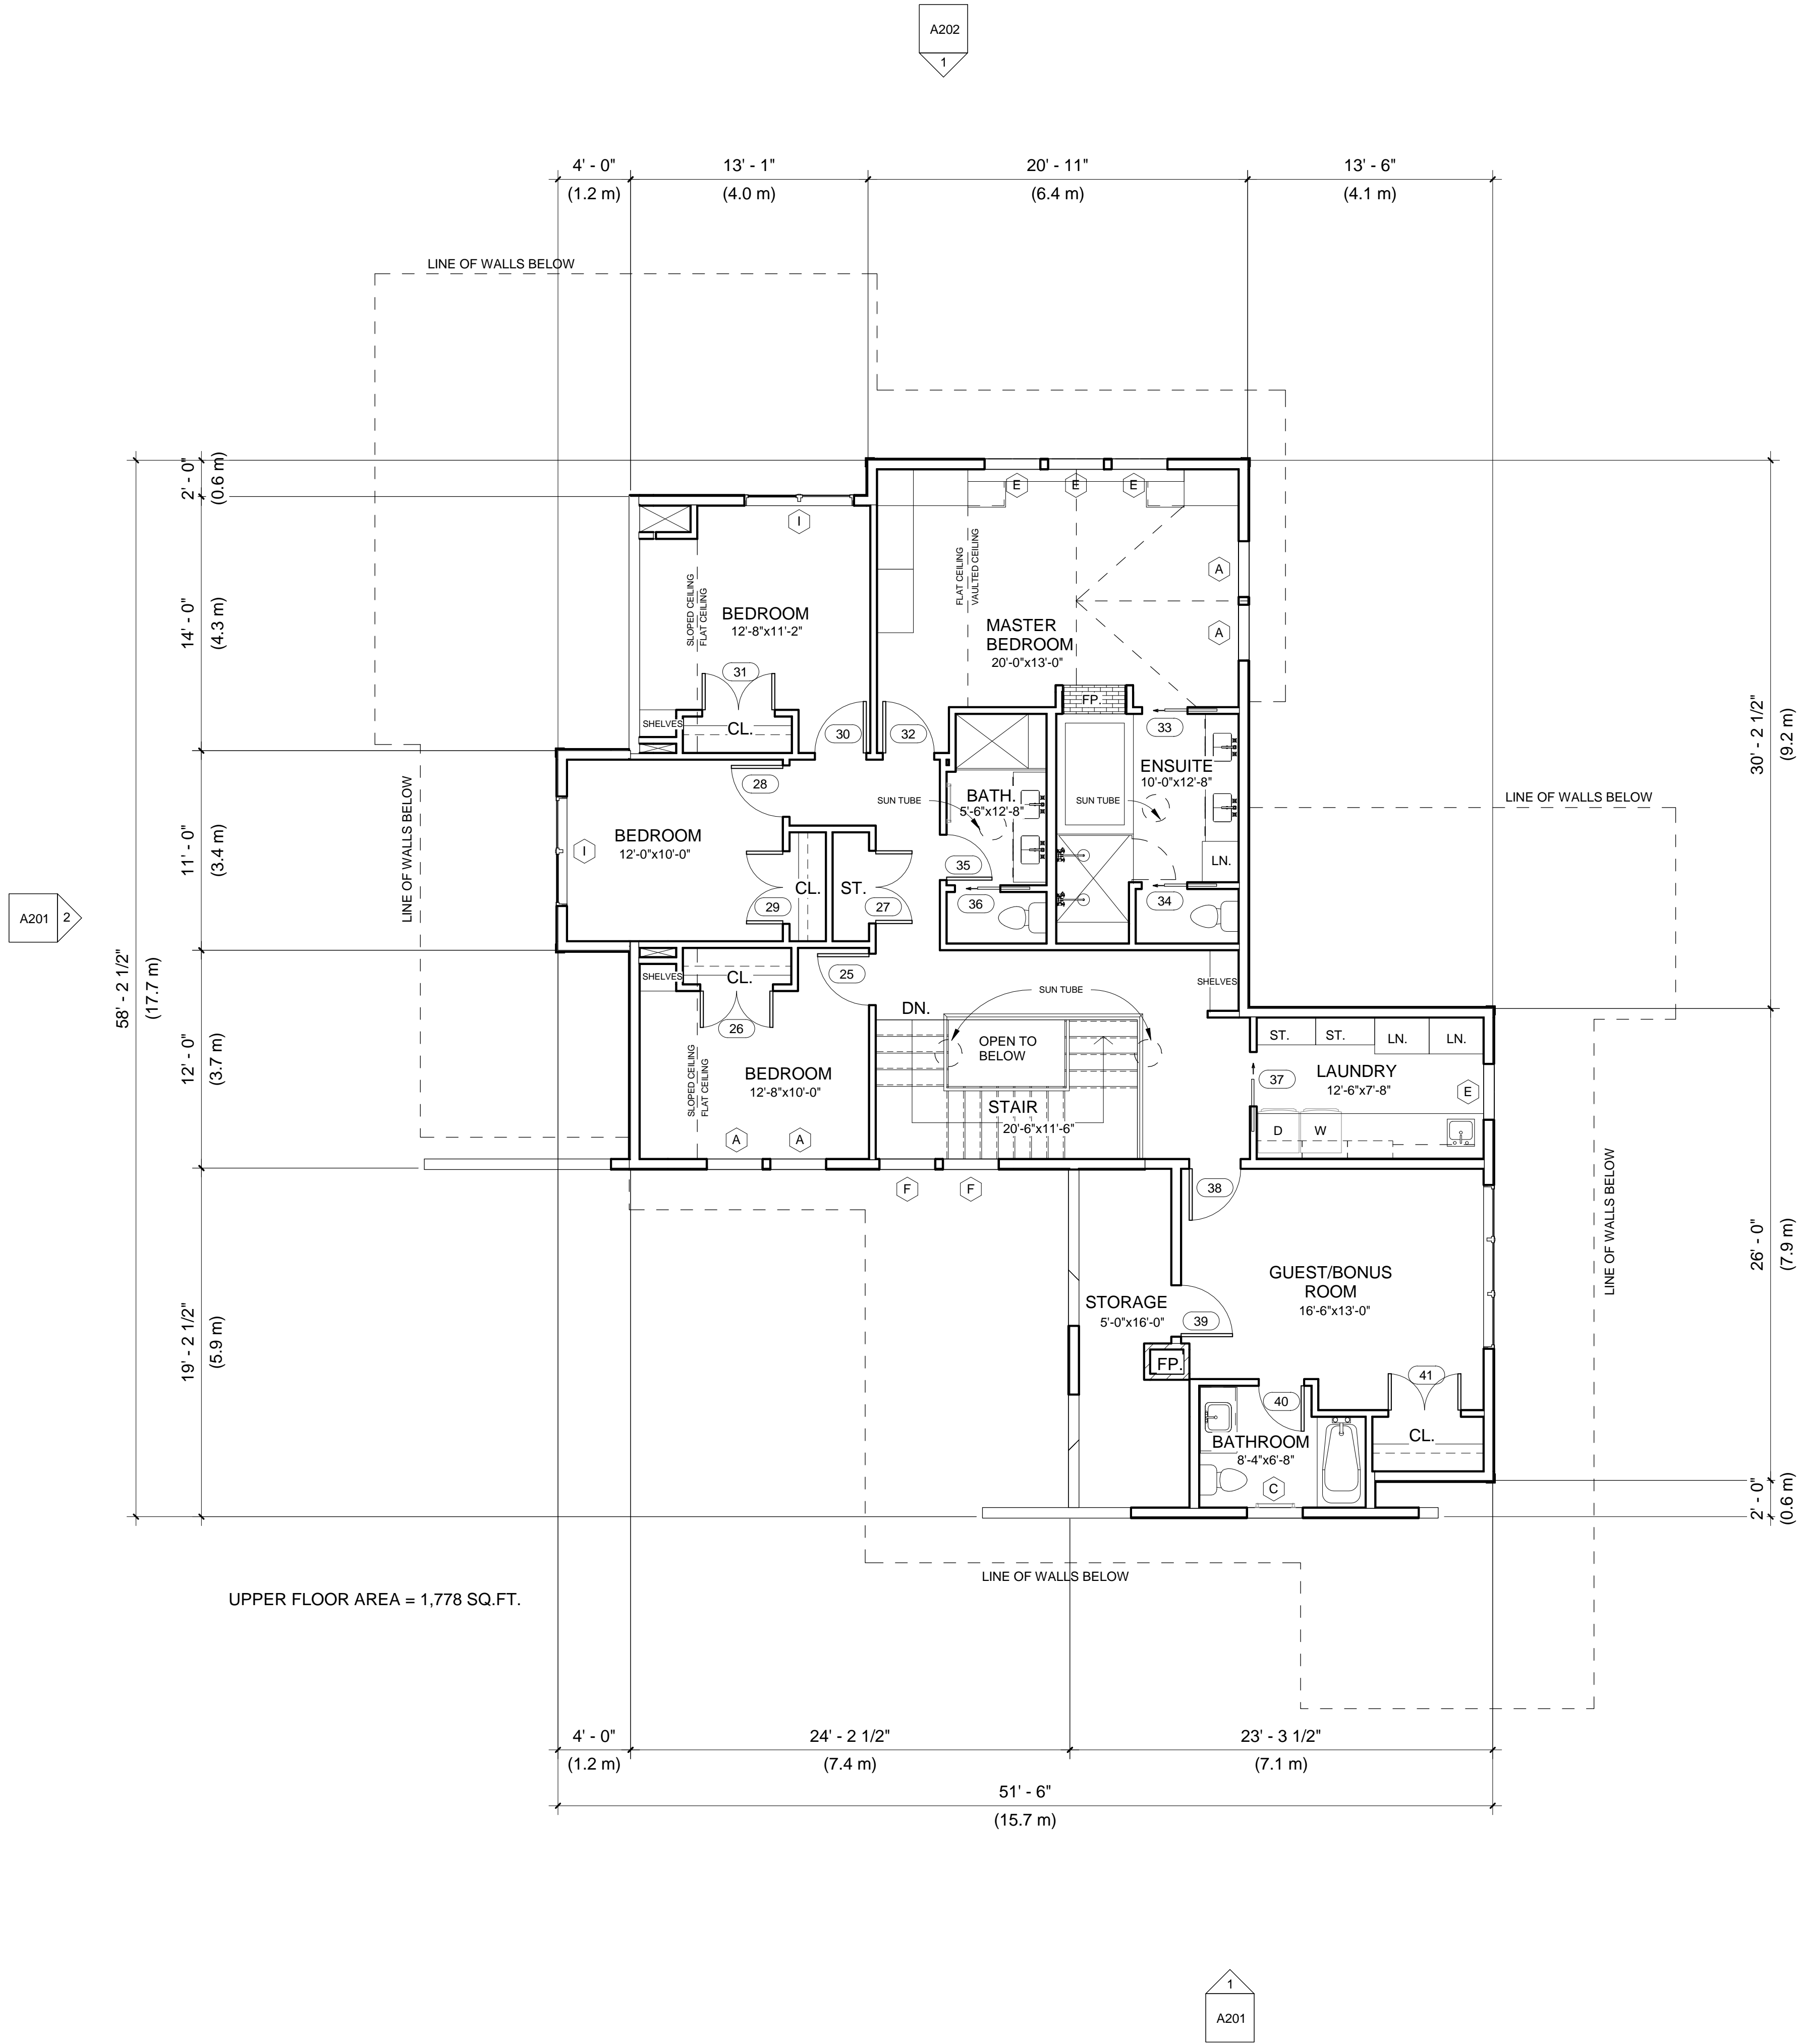 A202
1
4' - 0"
13' - 1"
20' - 11"
13' - 6"
(1.2 m)
(4.0 m)
(6.4 m)
(4.1 m)
LINE OF WALLS BELOW
2' - 0"
(0.6 m)
14' - 0"
(4.3 m)
11' - 0"
(3.4 m)
12' - 0"
(3.7 m)
19' - 2 1/2"
(5.9 m)
58' - 2 1/2"
(17.7 m)
30' - 2 1/2"
(9.2 m)
26' - 0"
(7.9 m)
2' - 0"
(0.6 m)
E
E
E
I
A
A
FLAT CEILING
VAULTED CEILING
SLOPED CEILING
FLAT CEILING
BEDROOM
12'-8"x11'-2"
MASTER
BEDROOM
20'-0"x13'-0"
31
FP.
SHELVES
CL.
30
32
33
28
ENSUITE
10'-0"x12'-8"
SUN TUBE
BATH.
5'-6"x12'-8"
SUN TUBE
LINE OF WALLS BELOW
LINE OF WALLS BELOW
BEDROOM
12'-0"x10'-0"
I
35
LN.
CL.
ST.
29
27
36
34
A201
2
SHELVES
CL.
25
SHELVES
SUN TUBE
DN.
26
OPEN TO
BELOW
ST.
ST.
LN.
LN.
SLOPED CEILING
FLAT CEILING
BEDROOM
12'-8"x10'-0"
37
LAUNDRY
12'-6"x7'-8"
E
STAIR
20'-6"x11'-6"
D
W
A
A
F
F
38
LINE OF WALLS BELOW
GUEST/BONUS
ROOM
16'-6"x13'-0"
STORAGE
5'-0"x16'-0"
39
FP.
41
40
BATHROOM
8'-4"x6'-8"
CL.
C
LINE OF WALLS BELOW
UPPER FLOOR AREA = 1,778 SQ.FT.
4' - 0"
24' - 2 1/2"
23' - 3 1/2"
(1.2 m)
(7.4 m)
(7.1 m)
51' - 6"
(15.7 m)
1
A201